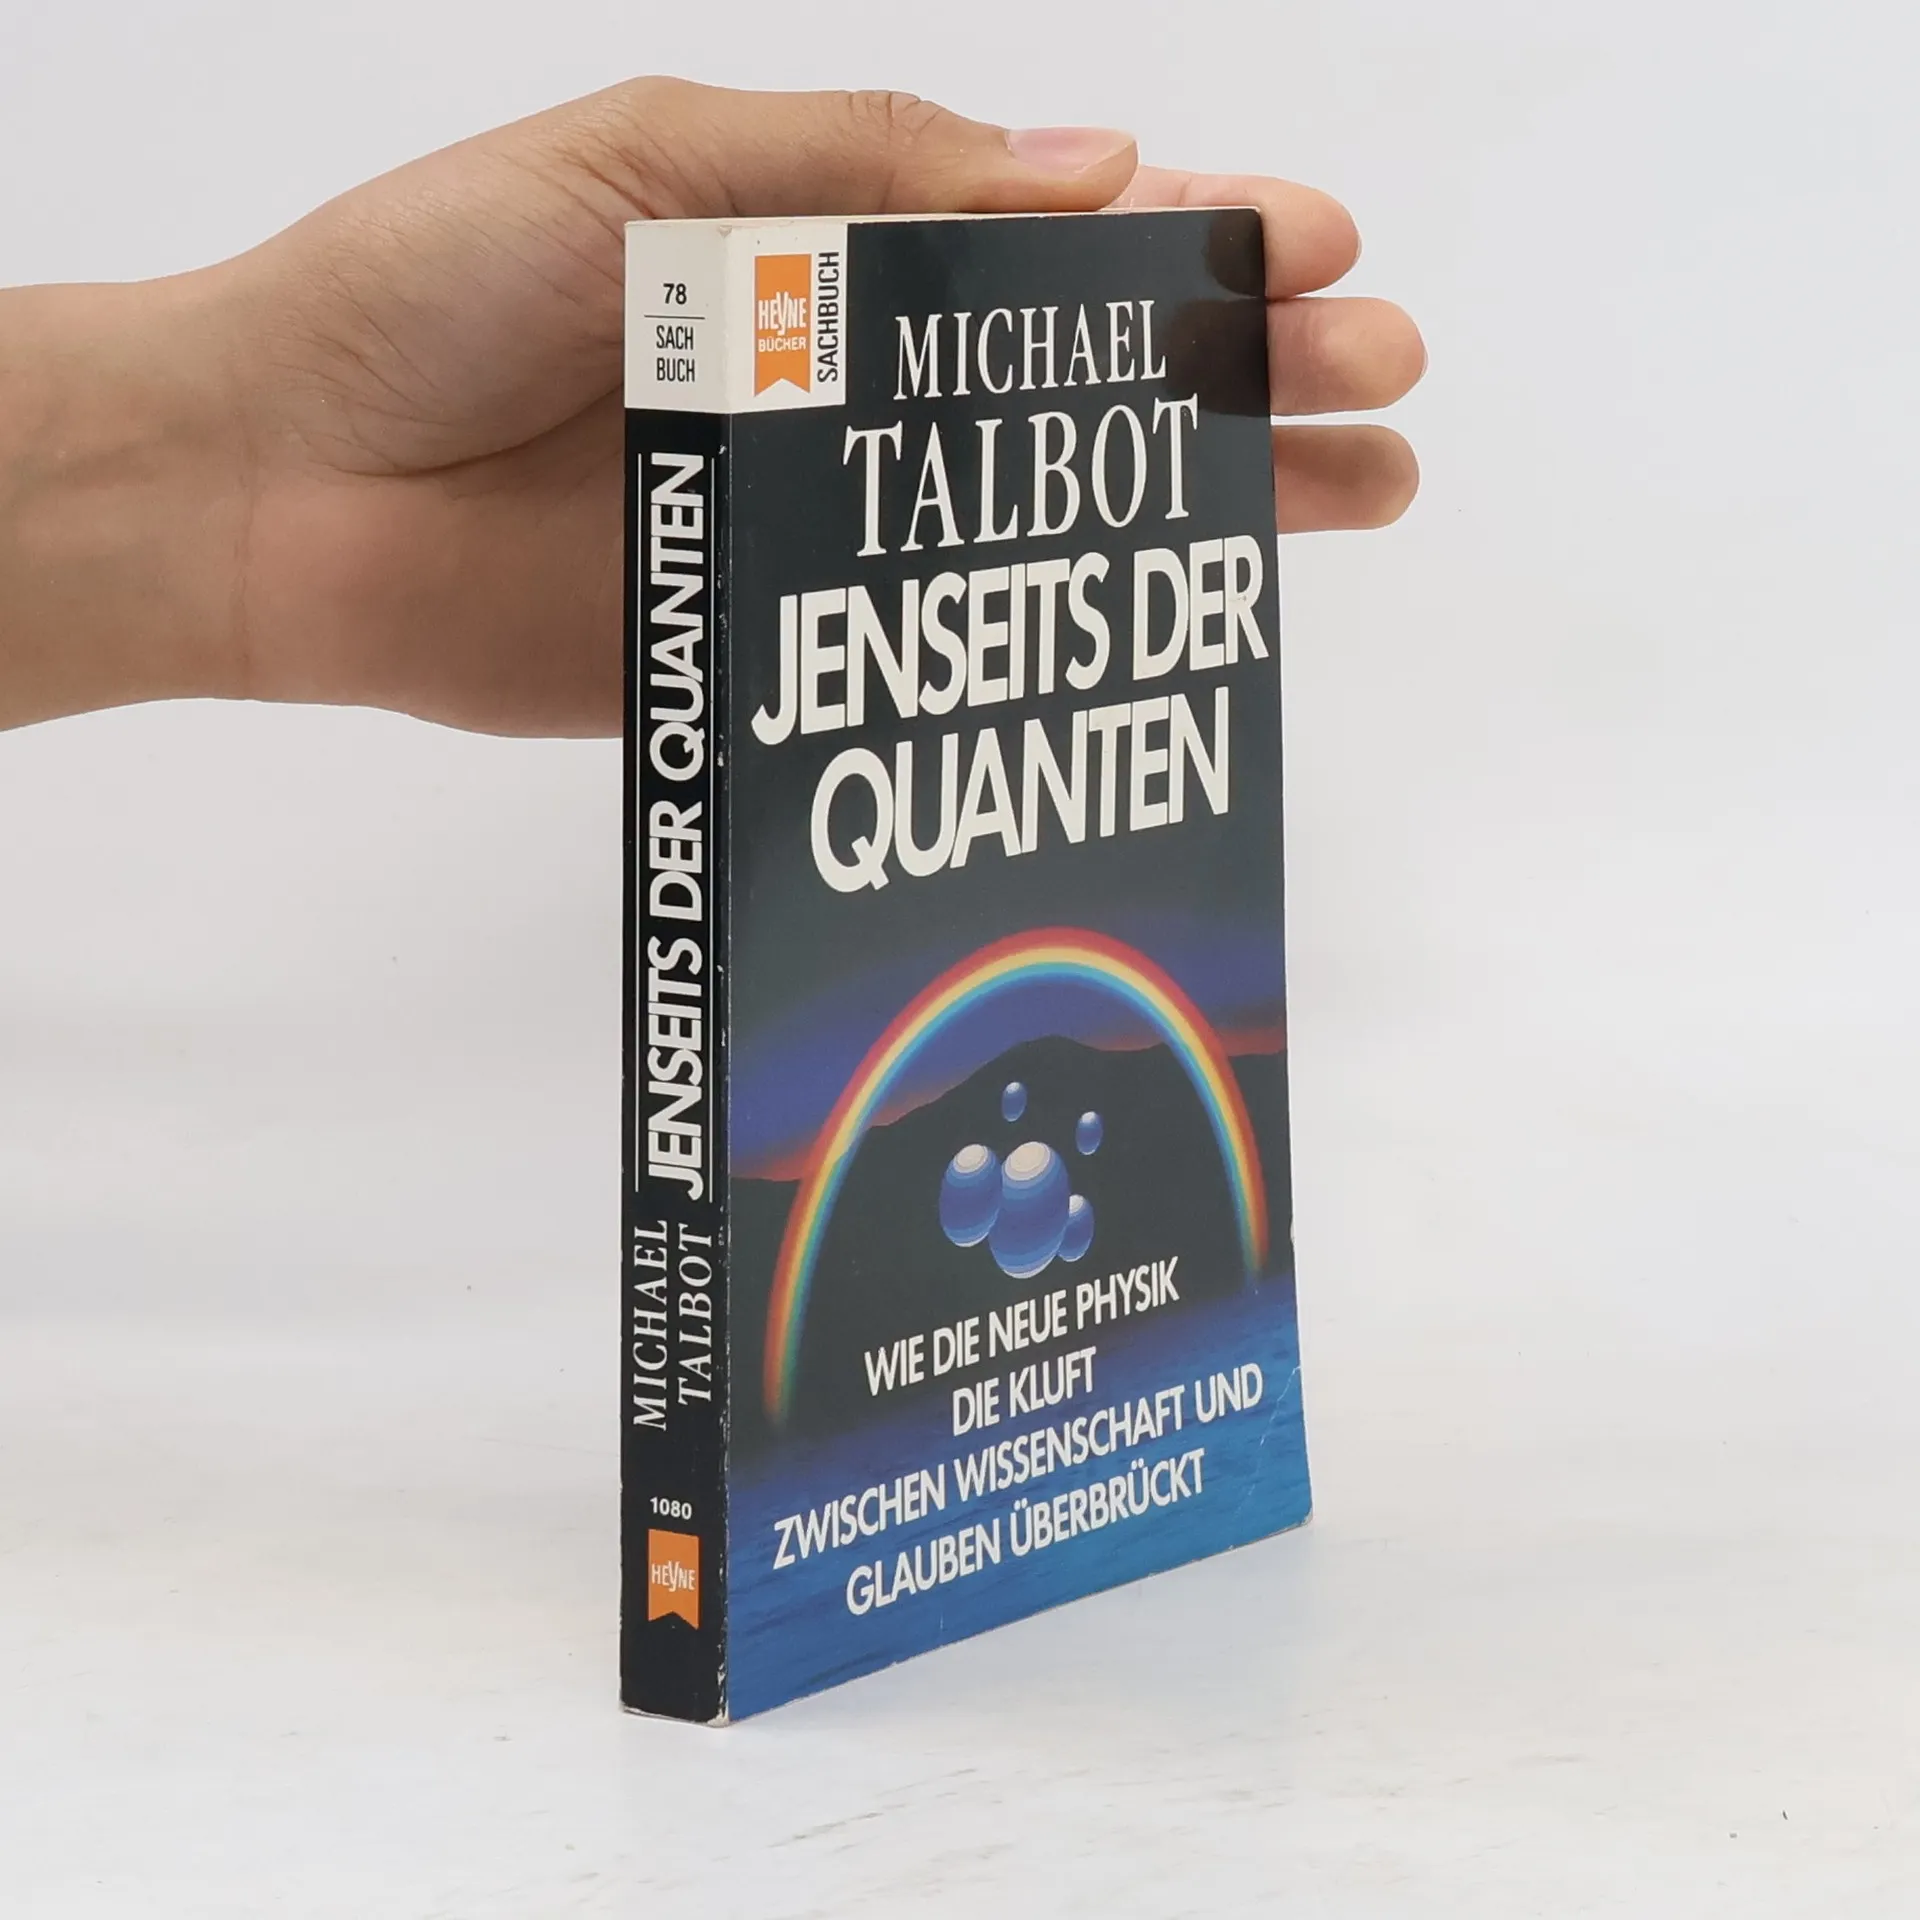 78
SACH
BUCH
JENSEITS DER QUANTEN
MICHAEL
TALBOT
1080
HEYNE
HEYNE
BÜCHER
SACHBUCH
MICHAEL
TALBOT
JENSEITS DER
QUANTEN
WIE DIE NEUE PHYSIK
DIE KLUFT
ZWISCHEN WISSENSCHAFT UND
GLAUBEN ÜBERBRÜCKT